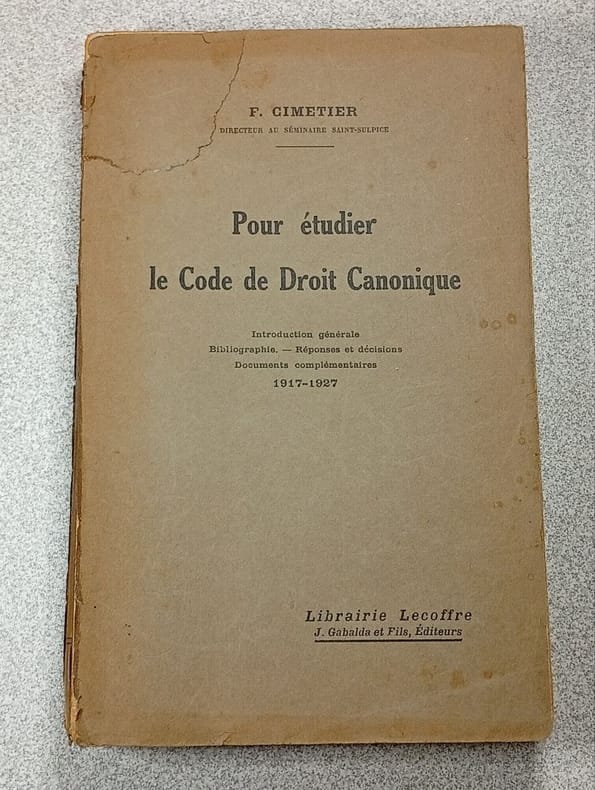 F. CIMETIER
DIRECTEUR AU SÉMINAIRE SAINT-SULPICE
Pour étudier
le Code de Droit Canonique
Introduction générale
Bibliographie. — Réponses et décisions
Documents complémentaires
1917-1927
Librairie Lecoffre
J. Gabalda et Fils, Éditeurs